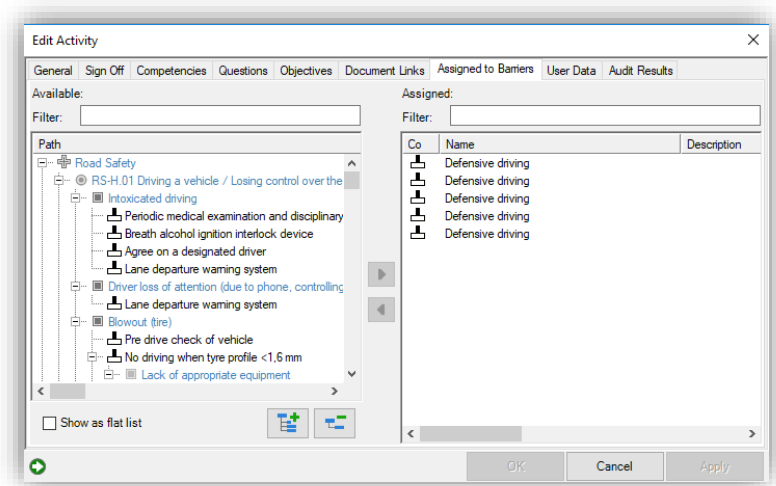 Edit Activity
General Sign Off Competencies Questions Objectives Document Links Assigned to Barriers User Data Audit Results
Available:
Filter:
Path
Road Safety
RS-H.01 Driving a vehicle / Losing control over the
Intoxicated driving
Periodic medical examination and disciplinary
Breath alcohol ignition interlock device
Agree on a designated driver
Lane departure warning system
Driver loss of attention (due to phone, controlling
Lane departure warning system
Blowout (tire)
Pre drive check of vehicle
No driving when tyre profile <1,6 mm
Lack of appropriate equipment
Show as flat list
Assigned:
Filter:
Co Name Description
Defensive driving
Defensive driving
Defensive driving
Defensive driving
Defensive driving
OK Cancel Apply